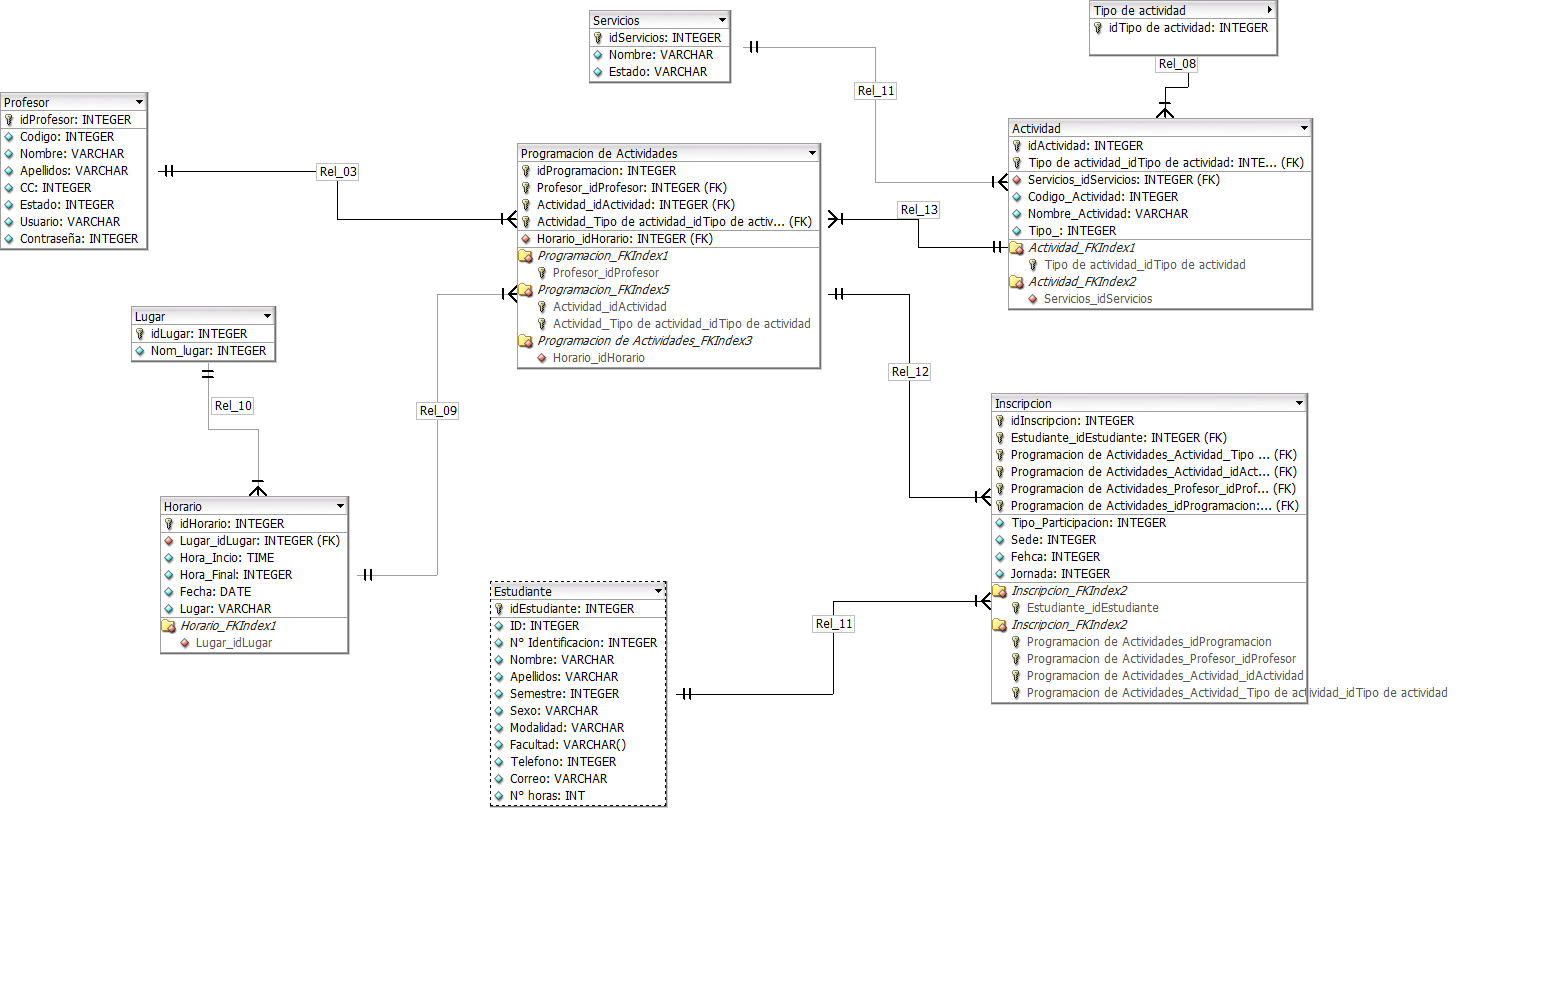 Servicios
idServicios: INTEGER
Nombre: VARCHAR
Estado: VARCHAR
Tipo de actividad
idTipo de actividad: INTEGER
Rel_08
Rel_11
Profesor
idProfesor: INTEGER
Codigo: INTEGER
Nombre: VARCHAR
Apellidos: VARCHAR
CC: INTEGER
Estado: INTEGER
Usuario: VARCHAR
Contraseña: INTEGER
Rel_03
Programacion de Actividades
idProgramacion: INTEGER
Profesor_idProfesor: INTEGER (FK)
Actividad_idActividad: INTEGER (FK)
Actividad_Tipo de actividad_idTipo de activ... (FK)
Horario_idHorario: INTEGER (FK)
Programacion_FKIndex1
Profesor_idProfesor
Programacion_FKIndex5
Actividad_idActividad
Actividad_Tipo de actividad_idTipo de actividad
Programacion de Actividades_FKIndex3
Horario_idHorario
Actividad
idActividad: INTEGER
Tipo de actividad_idTipo de actividad: INTE... (FK)
Servicios_idServicios: INTEGER (FK)
Codigo_Actividad: INTEGER
Nombre_Actividad: VARCHAR
Tipo_: INTEGER
Actividad_FKIndex1
Tipo de actividad_idTipo de actividad
Actividad_FKIndex2
Servicios_idServicios
Rel_13
Lugar
idLugar: INTEGER
Nom_lugar: INTEGER
Rel_10
Rel_09
Rel_12
Horario
idHorario: INTEGER
Lugar_idLugar: INTEGER (FK)
Hora_Incio: TIME
Hora_Final: INTEGER
Fecha: DATE
Lugar: VARCHAR
Horario_FKIndex1
Lugar_idLugar
Inscripcion
idInscripcion: INTEGER
Estudiante_idEstudiante: INTEGER (FK)
Programacion de Actividades_Actividad_Tipo ... (FK)
Programacion de Actividades_Actividad_idAct... (FK)
Programacion de Actividades_Profesor_idProf... (FK)
Programacion de Actividades_idProgramacion:... (FK)
Tipo_Participacion: INTEGER
Sede: INTEGER
Fehca: INTEGER
Jornada: INTEGER
Inscripcion_FKIndex2
Estudiante_idEstudiante
Inscripcion_FKIndex2
Programacion de Actividades_idProgramacion
Programacion de Actividades_Profesor_idProfesor
Programacion de Actividades_Actividad_idActividad
Programacion de Actividades_Actividad_Tipo de actividad_idTipo de actividad
Estudiante
idEstudiante: INTEGER
ID: INTEGER
N° Identificacion: INTEGER
Nombre: VARCHAR
Apellidos: VARCHAR
Semestre: INTEGER
Sexo: VARCHAR
Modalidad: VARCHAR
Facultad: VARCHAR()
Telefono: INTEGER
Correo: VARCHAR
N° horas: INT
Rel_11